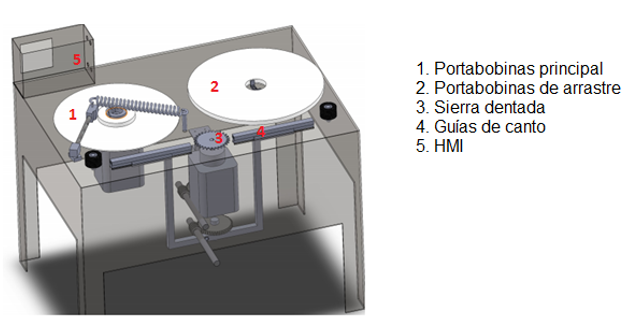 1
2
3
4
5
1. Portabobinas principal
2. Portabobinas de arrastre
3. Sierra dentada
4. Guías de canto
5. HMI